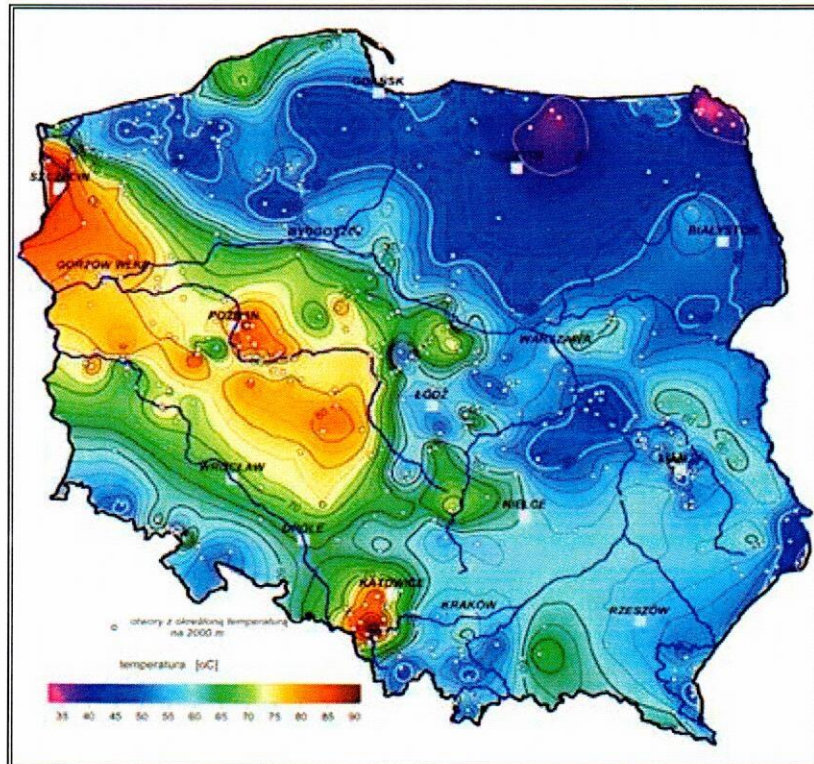 GDAŃSK
SZCZECIN
BYDGOSZCZ
BIAŁYSTOK
GORZÓW WLKP
POZNAŃ
WARSZAWA
ŁÓDŹ
WROCŁAW
KIELCE
OPOLE
KATOWICE
KRAKÓW
RZESZÓW
otwory z określoną temperaturą
na 2000 m
temperatura [oC]
35 40 45 50 55 60 65 70 75 80 85 90